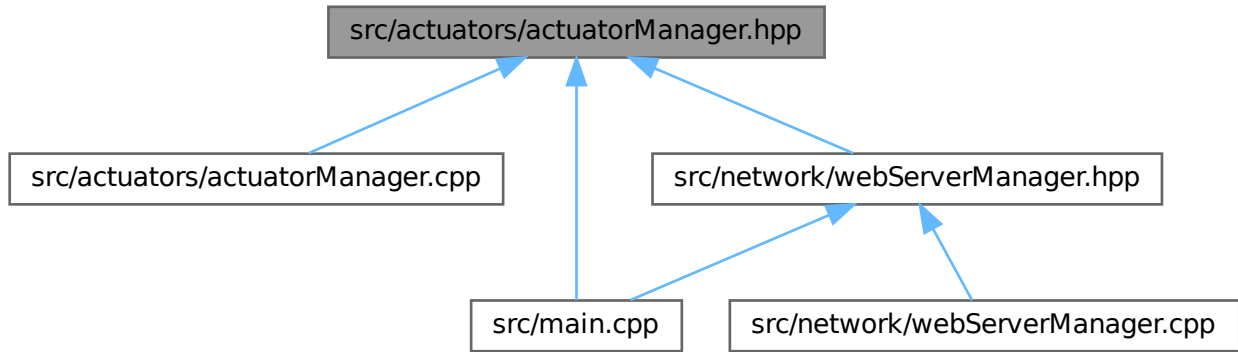 src/actuators/actuatorManager.hpp
src/actuators/actuatorManager.cpp
src/network/webServerManager.hpp
src/main.cpp
src/network/webServerManager.cpp